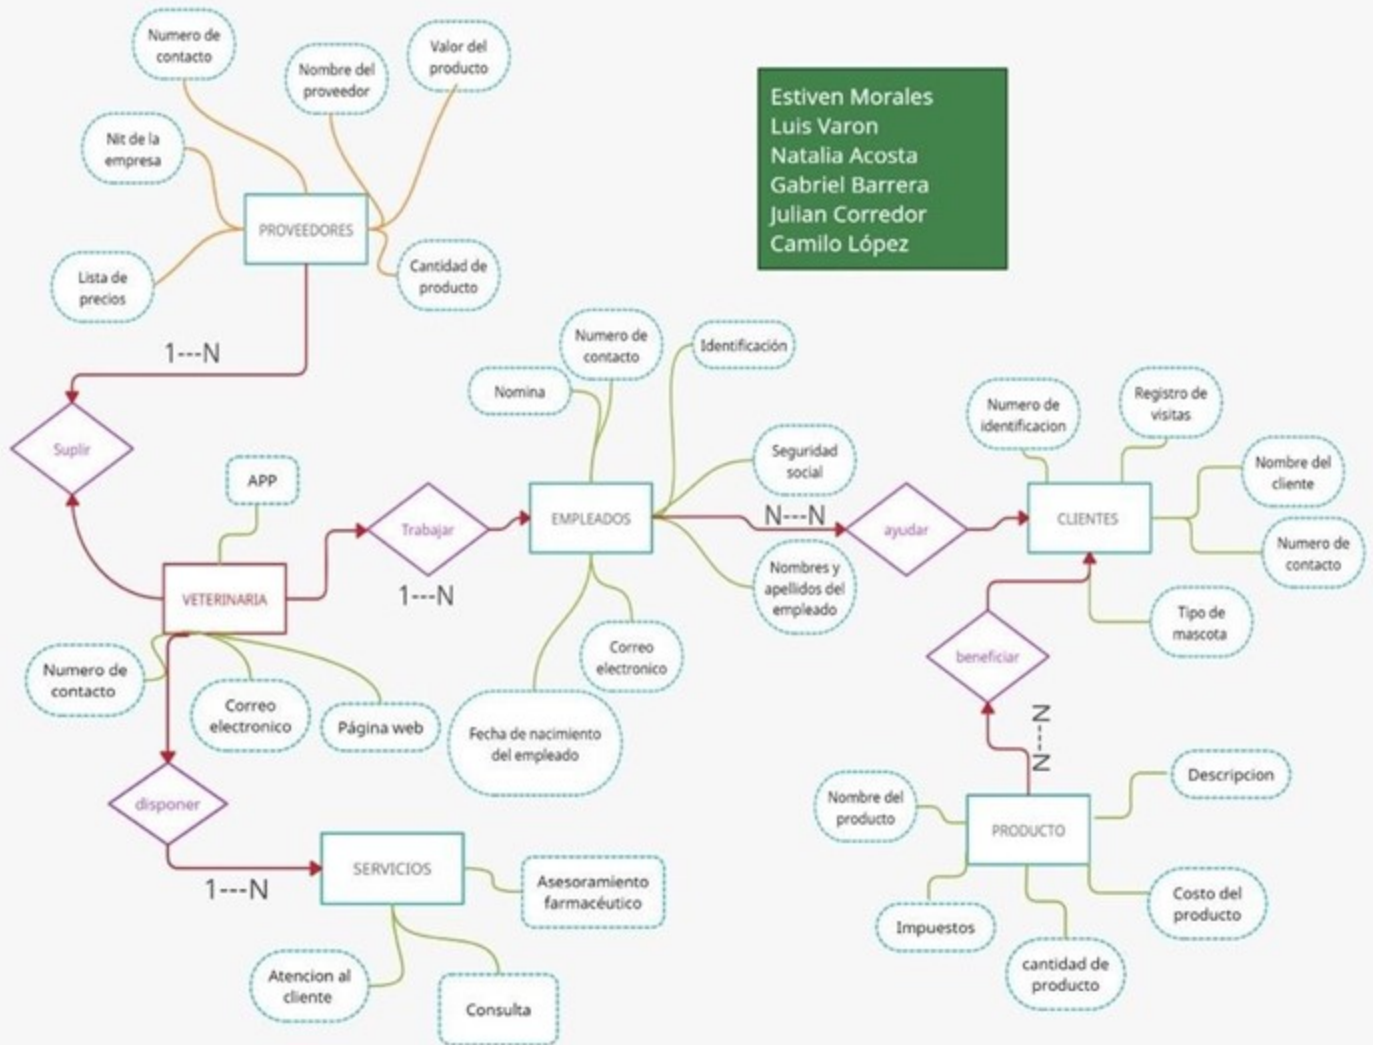 Numero de
contacto
Nombre del
proveedor
Valor del
producto
Nit de la
empresa
PROVEEDORES
Lista de
precios
Cantidad de
producto
Estiven Morales
Luis Varon
Natalia Acosta
Gabriel Barrera
Julian Corredor
Camilo López
1---N
Suplir
APP
VETERINARIA
Numero de
contacto
Correo
electronico
Página web
Trabajar
1---N
Nomina
Numero de
contacto
Identificación
EMPLEADOS
Seguridad
social
Nombres y
apellidos del
empleado
Correo
electronico
Fecha de nacimiento
del empleado
N---N
ayudar
Numero de
identificacion
Registro de
visitas
CLIENTES
Nombre del
cliente
Numero de
contacto
Tipo de
mascota
beneficiar
N---N
disponer
1---N
SERVICIOS
Asesoramiento
farmacéutico
Atencion al
cliente
Consulta
Nombre del
producto
PRODUCTO
Descripcion
Impuestos
cantidad de
producto
Costo del
producto